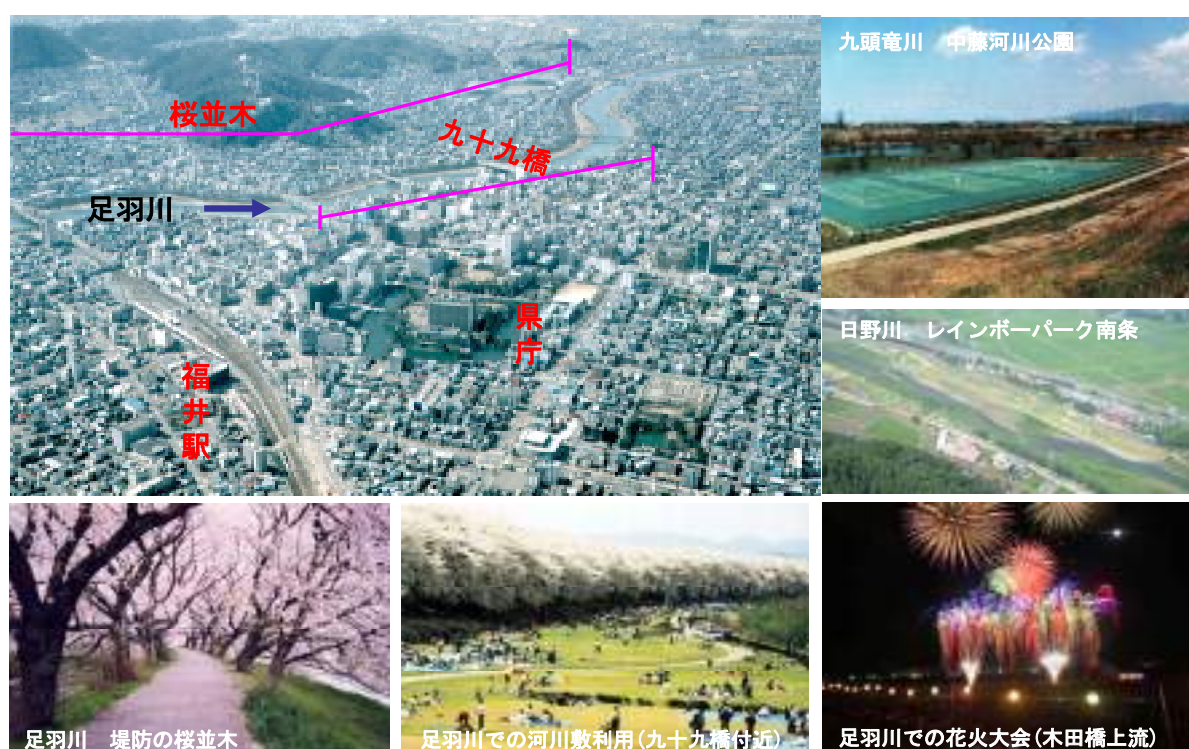 桜並木
九十九橋
足羽川
県庁
福井駅
九頭竜川　中藤河川公園
日野川　レインボーパーク南条
足羽川　堤防の桜並木
足羽川での河川敷利用(九十九橋付近)
足羽川での花火大会(木田橋上流)